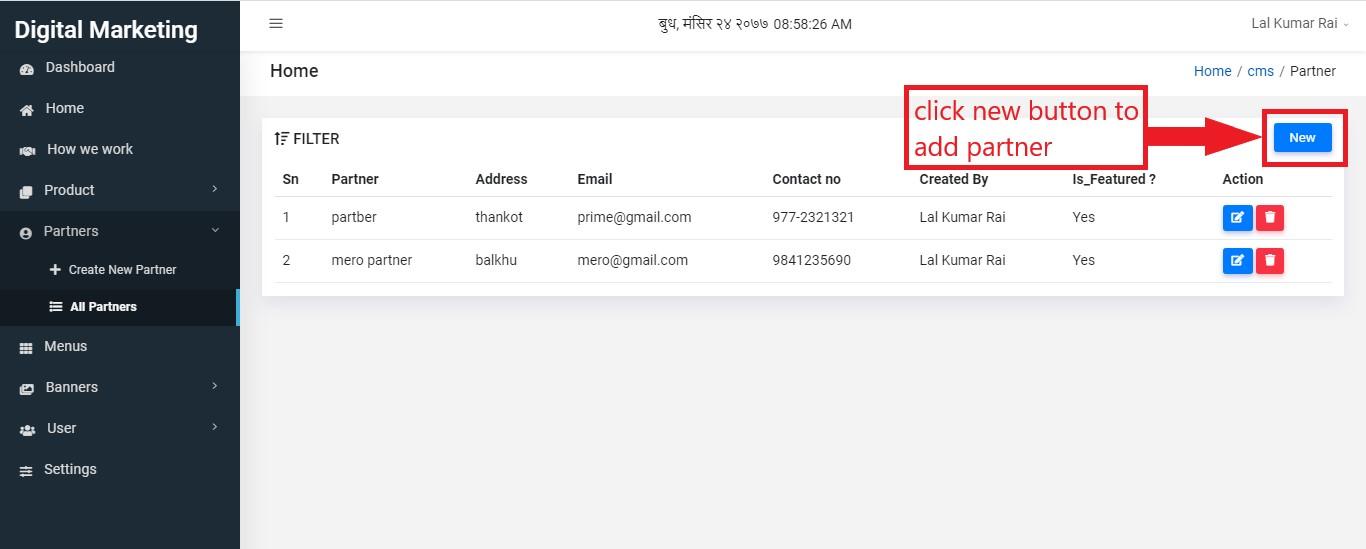 Digital Marketing
बुध, मंसिर २४ २०७७ 08:58:26 AM
Lal Kumar Rai
Dashboard
Home
How we work
Product
Partners
Create New Partner
All Partners
Menus
Banners
User
Settings
Home
Home / cms / Partner
click new button to
add partner
FILTER
New
Sn Partner Address Email Contact no Created By Is_Featured ? Action
1 partber thankot prime@gmail.com 977-2321321 Lal Kumar Rai Yes
2 mero partner balkhu mero@gmail.com 9841235690 Lal Kumar Rai Yes